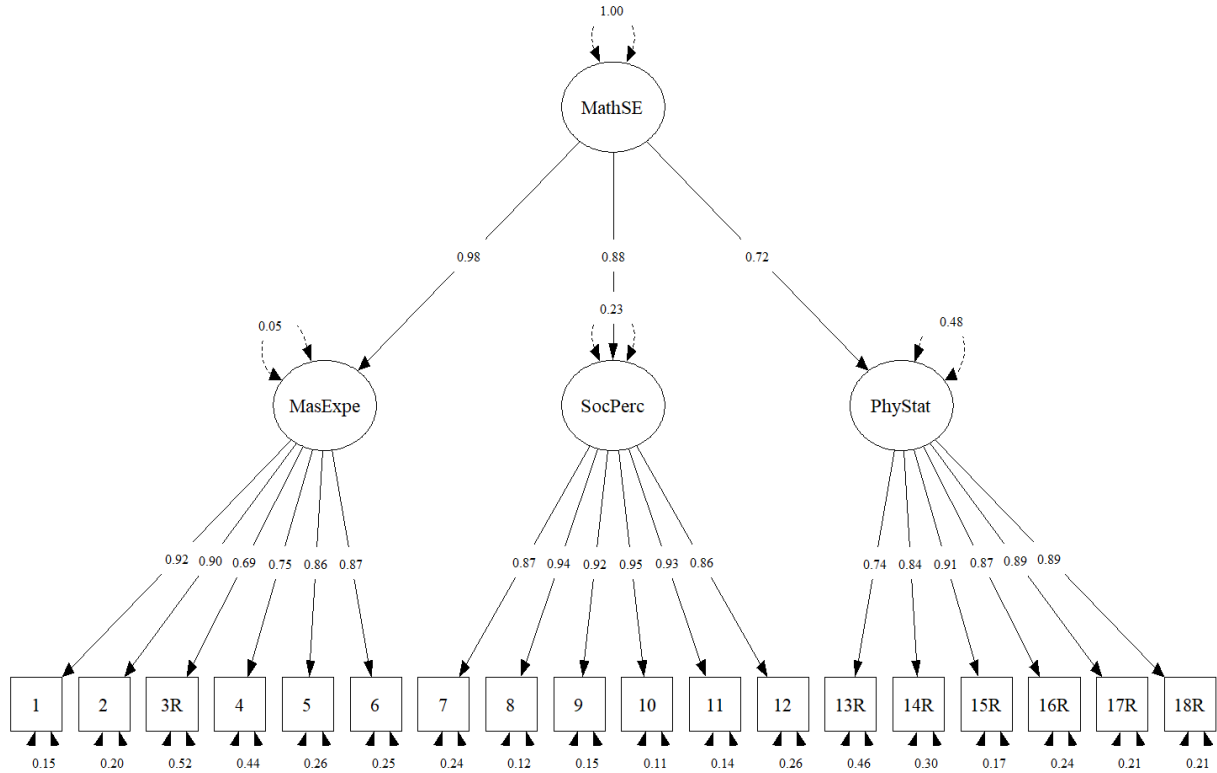 1.00
MathSE
0.98 0.88 0.72
0.05 0.23 0.48
MasExpe SocPerc PhyStat
0.92 0.90 0.69 0.75 0.86 0.87 0.87 0.94 0.92 0.95 0.93 0.86 0.74 0.84 0.91 0.87 0.89 0.89
1 2 3R 4 5 6 7 8 9 10 11 12 13R 14R 15R 16R 17R 18R
0.15 0.20 0.52 0.44 0.26 0.25 0.24 0.12 0.15 0.11 0.14 0.26 0.46 0.30 0.17 0.24 0.21 0.21